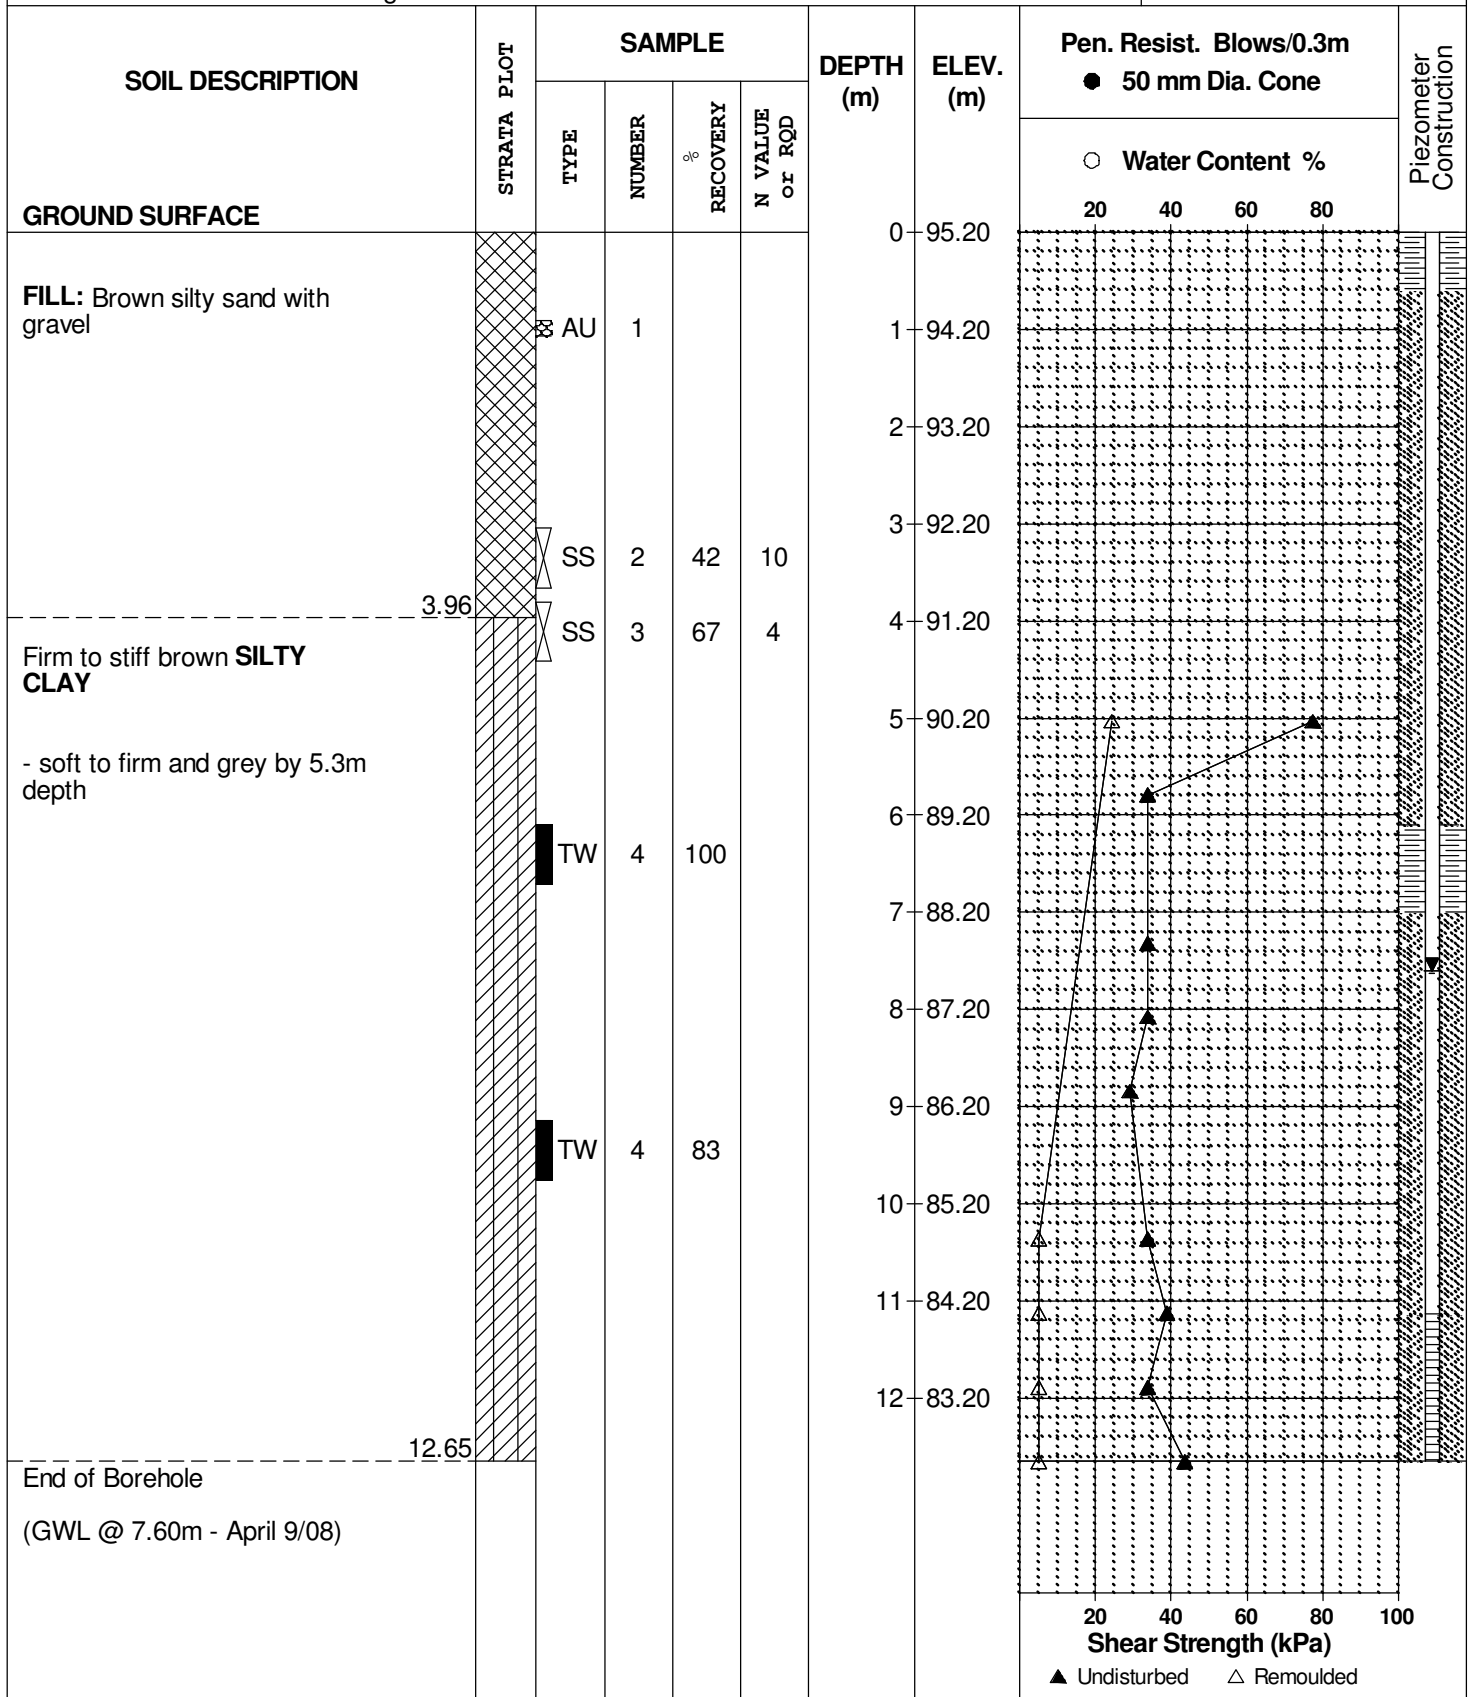 SOIL DESCRIPTION
GROUND SURFACE
STRATA PLOT
SAMPLE
TYPE
NUMBER
%
RECOVERY
N VALUE
or RQD
DEPTH
(m)
ELEV.
(m)
Pen. Resist. Blows/0.3m
● 50 mm Dia. Cone
○ Water Content %
20 40 60 80
Piezometer
Construction
0 95.20
FILL: Brown silty sand with
gravel
AU 1
1 94.20
2 93.20
3 92.20
SS 2 42 10
3.96
SS 3 67 4
4 91.20
Firm to stiff brown SILTY
CLAY
5 90.20
- soft to firm and grey by 5.3m
depth
6 89.20
TW 4 100
7 88.20
8 87.20
9 86.20
TW 4 83
10 85.20
11 84.20
12 83.20
12.65
End of Borehole
(GWL @ 7.60m - April 9/08)
20 40 60 80 100
Shear Strength (kPa)
▲ Undisturbed △ Remoulded